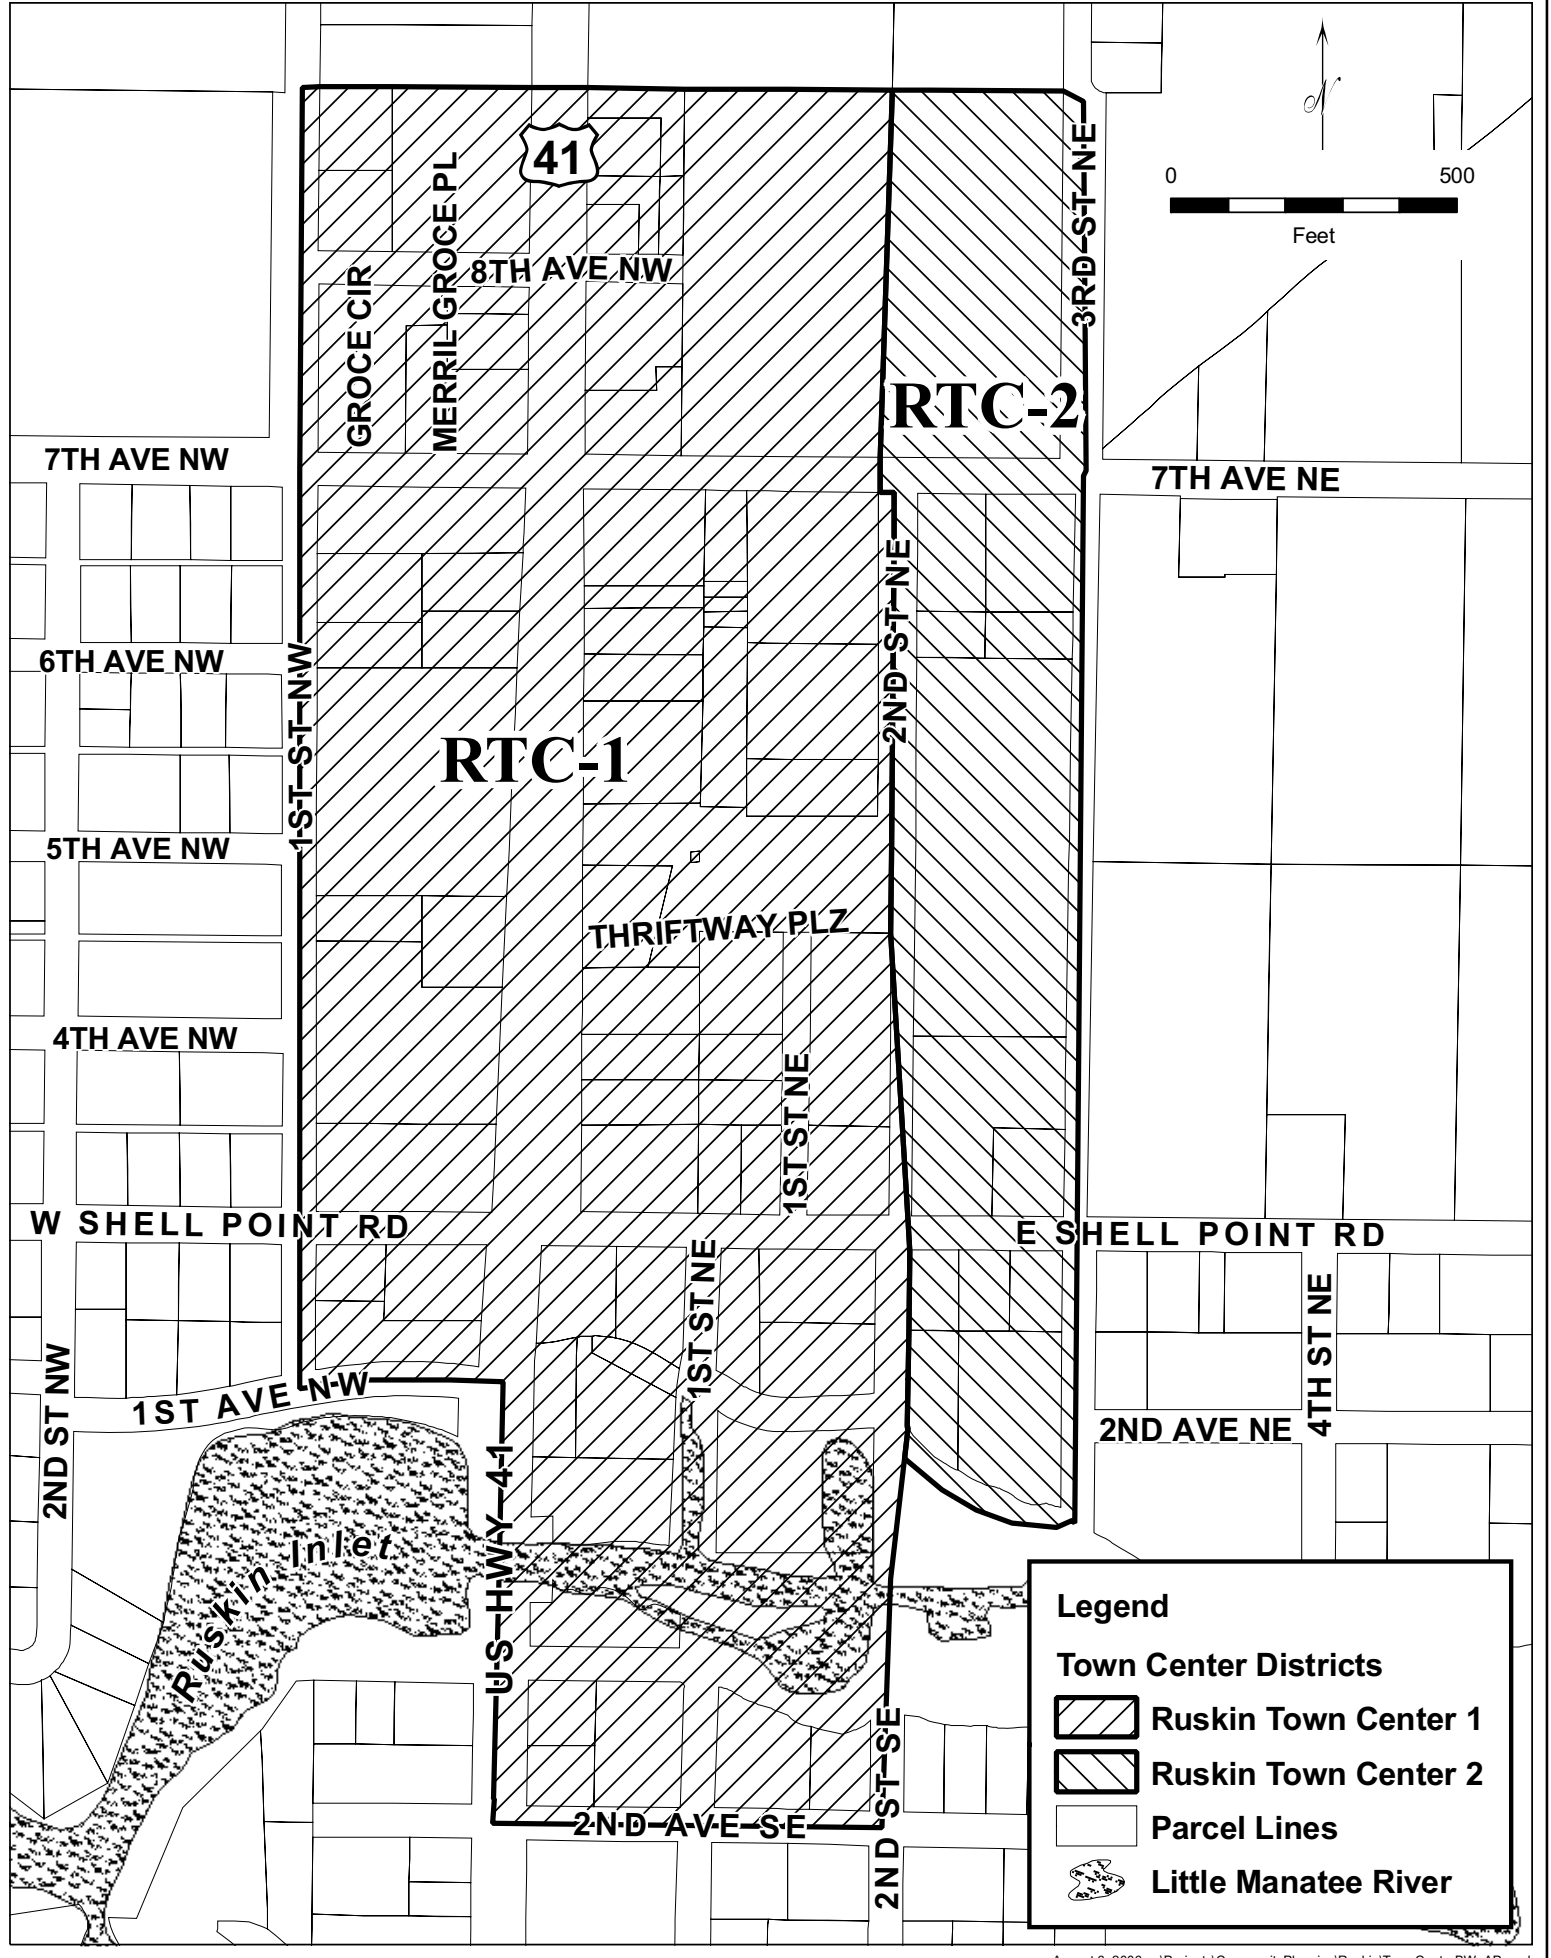 41
N
0 500
Feet
3RD ST NE
MERRIL GROCE PL
8TH AVE NW
GROCE CIR
RTC-2
7TH AVE NW
7TH AVE NE
2ND ST NE
6TH AVE NW
1ST ST NW
RTC-1
5TH AVE NW
THRIFTWAY PLZ
4TH AVE NW
1ST ST NE
W SHELL POINT RD
E SHELL POINT RD
1ST ST NE
4TH ST NE
2ND ST NW
1ST AVE NW
2ND AVE NE
US HWY 41
Ruskin Inlet
Legend
Town Center Districts
Ruskin Town Center 1
Ruskin Town Center 2
Parcel Lines
Little Manatee River
2ND ST SE
2ND AVE SE
2ND ST SE